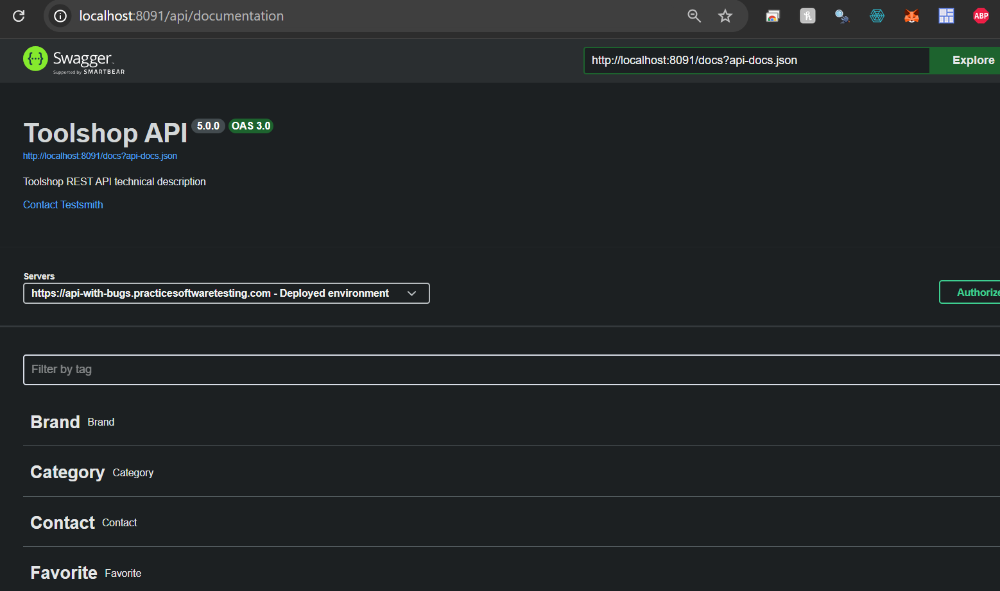 localhost:8091/api/documentation
ABP
Swagger
Supported by SMARTBEAR
http://localhost:8091/docs?api-docs.json
Explore
Toolshop API 5.0.0 OAS 3.0
http://localhost:8091/docs?api-docs.json
Toolshop REST API technical description
Contact Testsmith
Servers
https://api-with-bugs.practicesoftwaretesting.com - Deployed environment
Authorize
Filter by tag
Brand Brand
Category Category
Contact Contact
Favorite Favorite